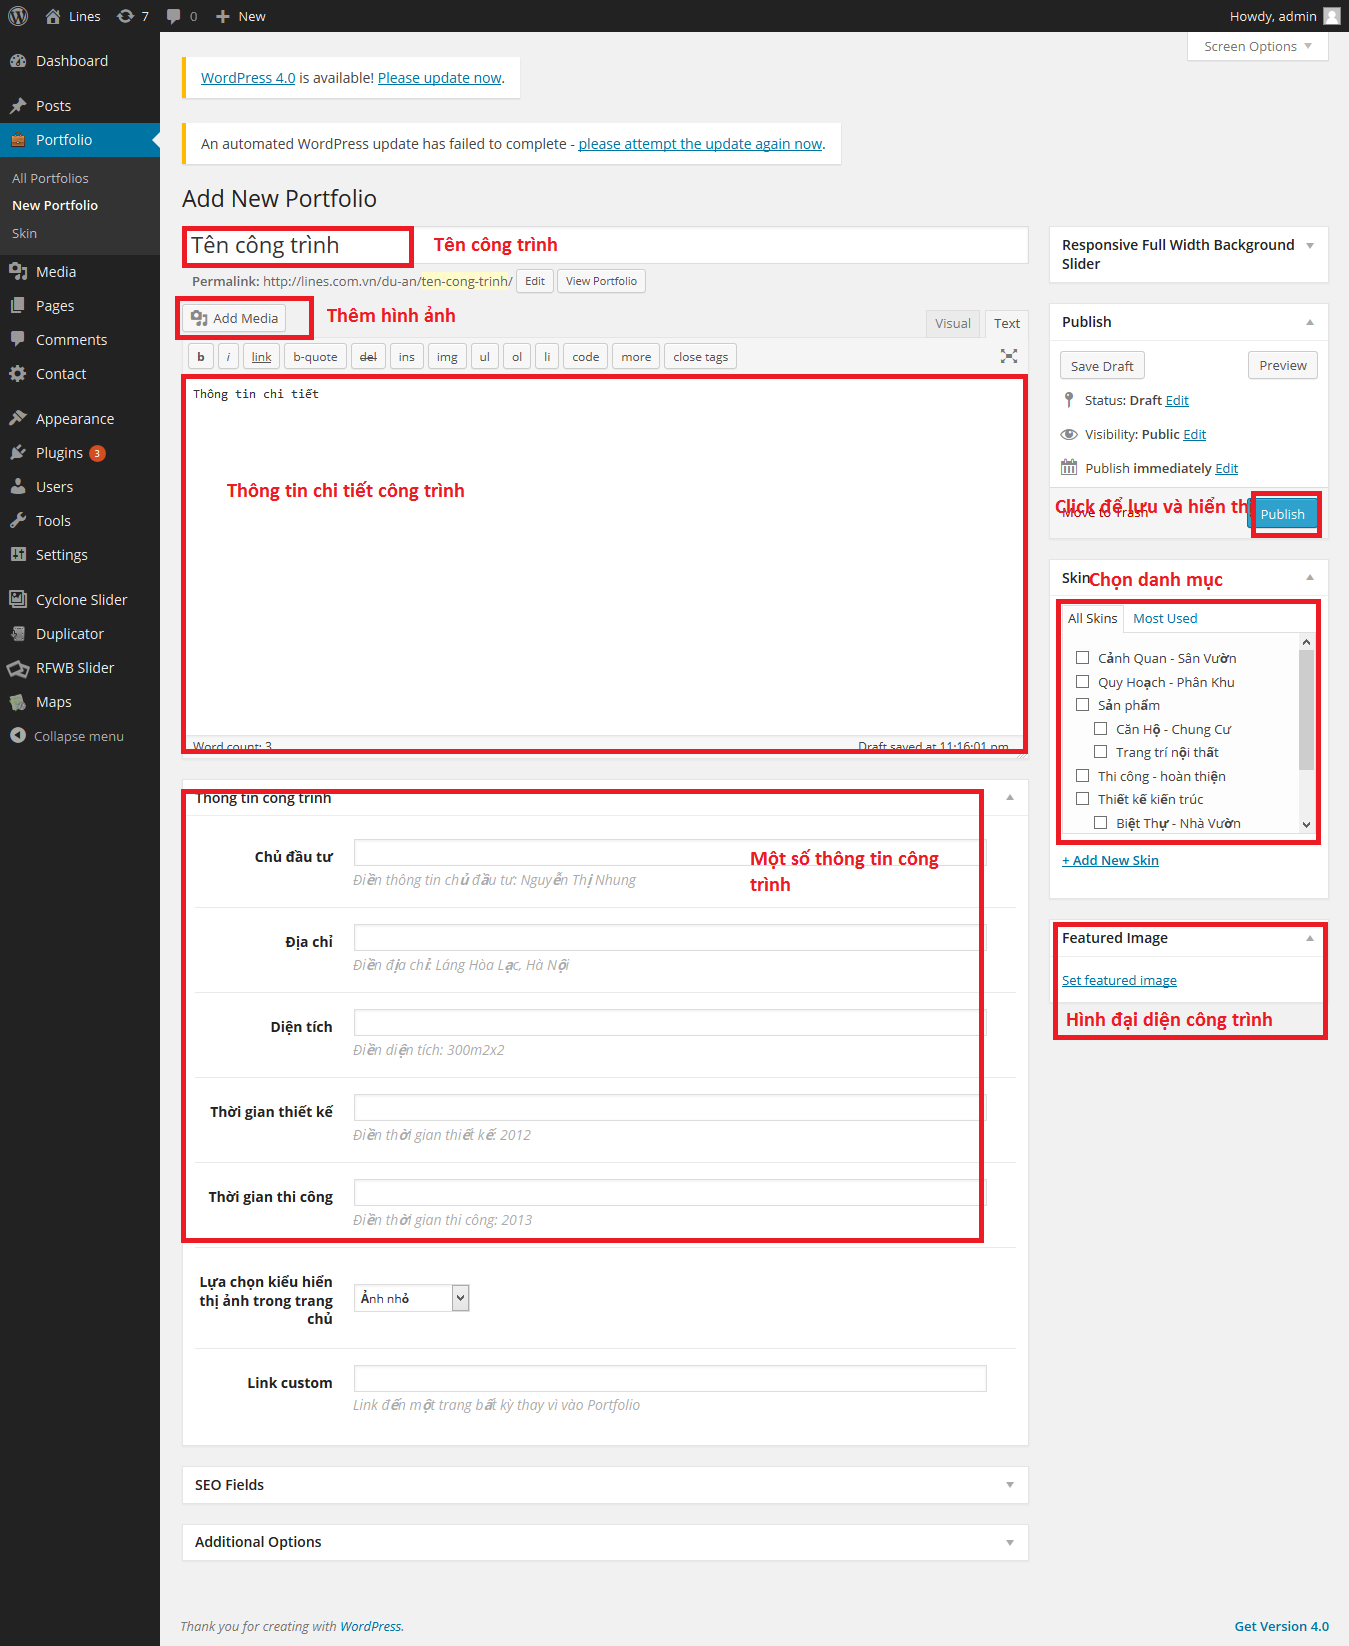 Lines 7 0 New Howdy, admin
Screen Options
Dashboard
Posts
Portfolio
All Portfolios
New Portfolio
Skin
Media
Pages
Comments
Contact
Appearance
Plugins 3
Users
Tools
Settings
Cyclone Slider
Duplicator
RFWB Slider
Maps
Collapse menu
WordPress 4.0 is available! Please update now.
An automated WordPress update has failed to complete - please attempt the update again now.
Add New Portfolio
Tên công trình Tên công trình
Permalink: http://lines.com.vn/du-an/ten-cong-trinh/ Edit View Portfolio
Add Media Thêm hình ảnh Visual Text
b i link b-quote del ins img ul ol li code more close tags
Thông tin chi tiết
Thông tin chi tiết công trình
Word count: 3 Draft saved at 11:16:01 pm.
Thông tin công trình
Chủ đầu tư
Điền thông tin chủ đầu tư: Nguyễn Thị Nhung
Một số thông tin công
trình
Địa chỉ
Điền địa chỉ: Láng Hòa Lạc, Hà Nội
Diện tích
Điền diện tích: 300m2x2
Thời gian thiết kế
Điền thời gian thiết kế: 2012
Thời gian thi công
Điền thời gian thi công: 2013
Lựa chọn kiểu hiển
thị ảnh trong trang
chủ
Ảnh nhỏ
Link custom
Link đến một trang bất kỳ thay vì vào Portfolio
SEO Fields
Additional Options
Responsive Full Width Background
Slider
Publish
Save Draft Preview
Status: Draft Edit
Visibility: Public Edit
Publish immediately Edit
Click để lưu và hiển th
Move to Trash Publish
Skin Chọn danh mục
All Skins Most Used
Cảnh Quan - Sân Vườn
Quy Hoạch - Phân Khu
Sản phẩm
Căn Hộ - Chung Cư
Trang trí nội thất
Thi công - hoàn thiện
Thiết kế kiến trúc
Biệt Thự - Nhà Vườn
+ Add New Skin
Featured Image
Set featured image
Hình đại diện công trình
Thank you for creating with WordPress.
Get Version 4.0